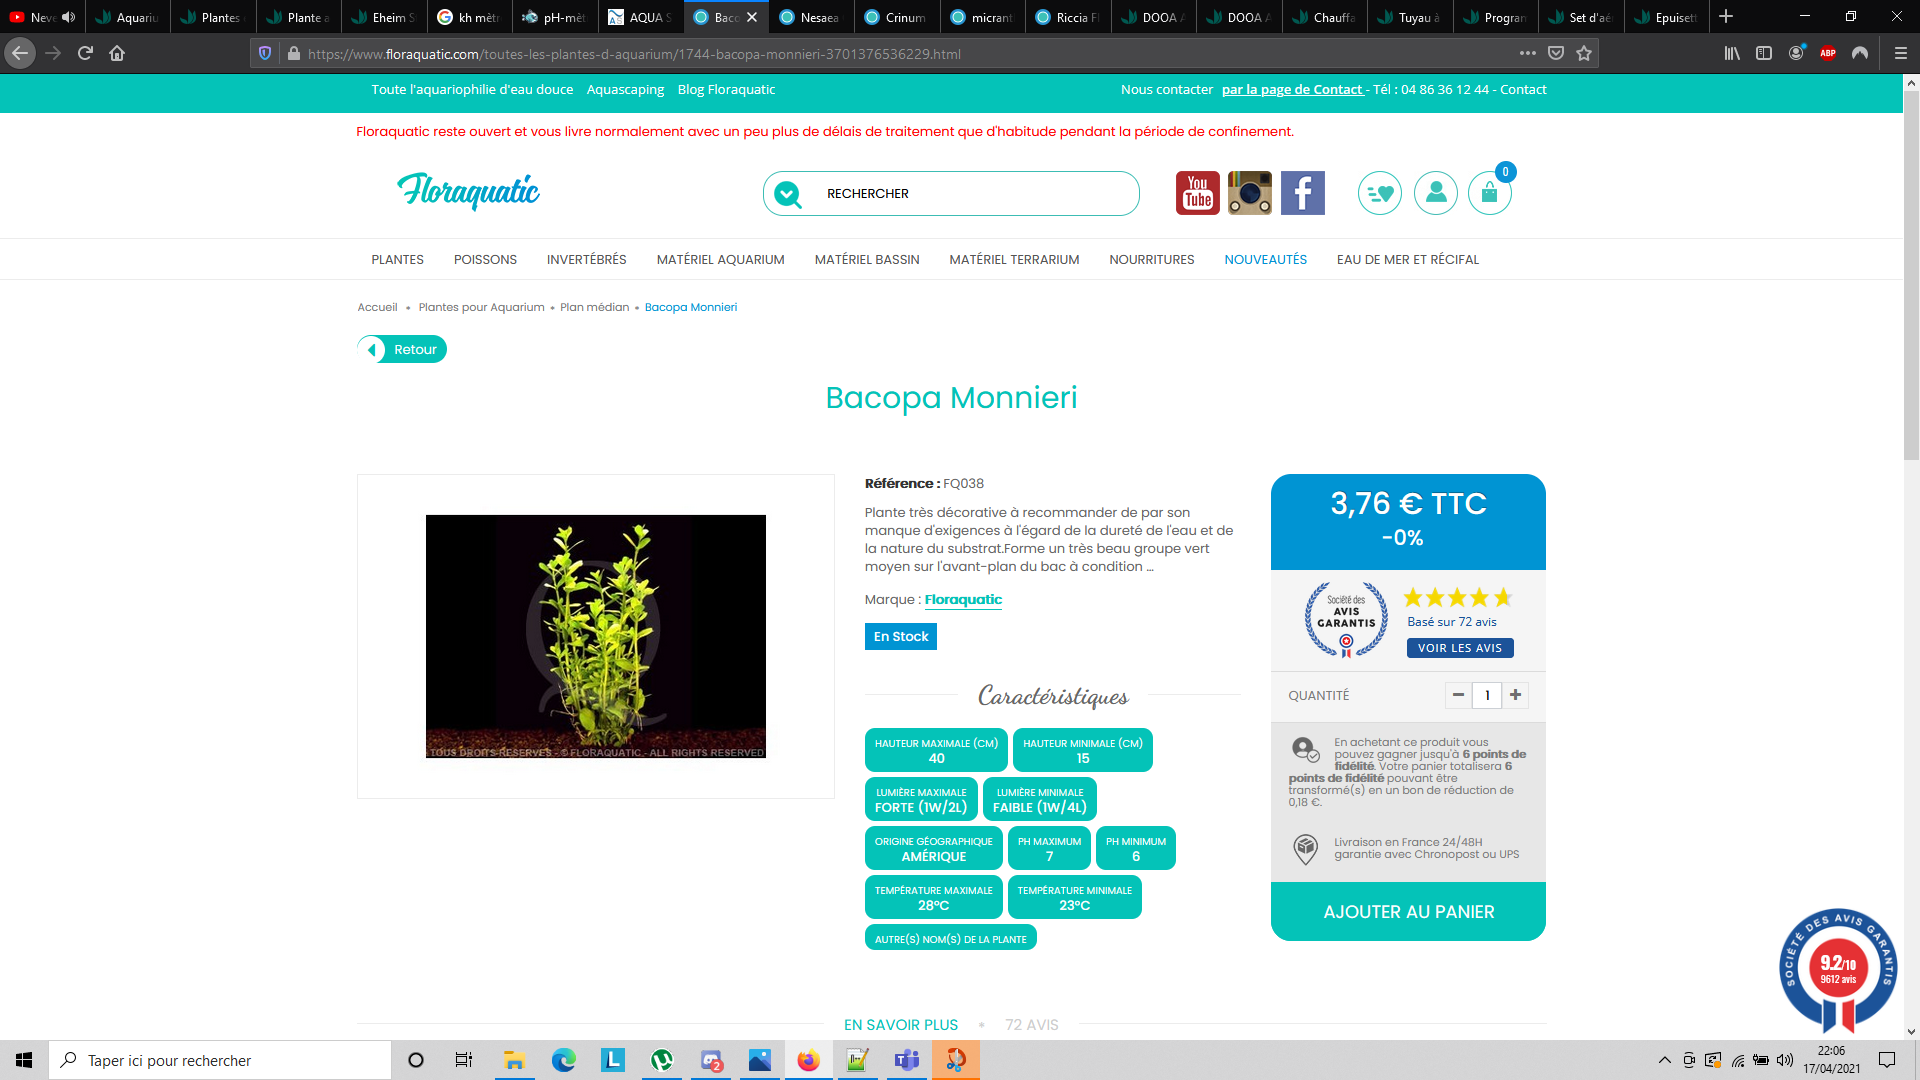 Neve
Aquariu
Plantes
Plante a
Eheim S
kh mètr
pH-mèt
AQUA S
Baco
Nesaea
Crinum
micrant
Riccia Fl
DOOA A
DOOA A
Chauffa
Tuyau à
Program
Set d'aé
Epuisett
https://www.floraquatic.com/toutes-les-plantes-d-aquarium/1744-bacopa-monnieri-3701376536229.html
ABP
Toute l'aquariophilie d'eau douce Aquascaping Blog Floraquatic
Nous contacter par la page de Contact - Tél : 04 86 36 12 44 - Contact
Floraquatic reste ouvert et vous livre normalement avec un peu plus de délais de traitement que d'habitude pendant la période de confinement.
Floraquatic
RECHERCHER
You Tube
0
PLANTES POISSONS INVERTÉBRÉS MATÉRIEL AQUARIUM MATÉRIEL BASSIN MATÉRIEL TERRARIUM NOURRITURES NOUVEAUTÉS EAU DE MER ET RÉCIFAL
Accueil • Plantes pour Aquarium • Plan médian • Bacopa Monnieri
Retour
Bacopa Monnieri
TOUS DROITS RESERVES - © FLORAQUATIC - ALL RIGHTS RESERVED
Référence : FQ038
Plante très décorative à recommander de par son
manque d'exigences à l'égard de la dureté de l'eau et de
la nature du substrat.Forme un très beau groupe vert
moyen sur l'avant-plan du bac à condition ...
Marque : Floraquatic
En Stock
Caractéristiques
HAUTEUR MAXIMALE (CM)
40
HAUTEUR MINIMALE (CM)
15
LUMIÈRE MAXIMALE
FORTE (1W/2L)
LUMIÈRE MINIMALE
FAIBLE (1W/4L)
ORIGINE GÉOGRAPHIQUE
AMÉRIQUE
PH MAXIMUM
7
PH MINIMUM
6
TEMPÉRATURE MAXIMALE
28°C
TEMPÉRATURE MINIMALE
23°C
AUTRE(S) NOM(S) DE LA PLANTE
3,76 € TTC
-0%
Société des
AVIS
GARANTIS
Basé sur 72 avis
VOIR LES AVIS
QUANTITÉ
1
En achetant ce produit vous
pouvez gagner jusqu'à 6 points de
fidélité. Votre panier totalisera 6
points de fidélité pouvant être
transformé(s) en un bon de réduction de
0,18 €.
Livraison en France 24/48H
garantie avec Chronopost ou UPS
AJOUTER AU PANIER
SOCIÉTÉ DES AVIS GARANTIS
9.2/10
9612 avis
EN SAVOIR PLUS • 72 AVIS
Taper ici pour rechercher
2
22:06
17/04/2021